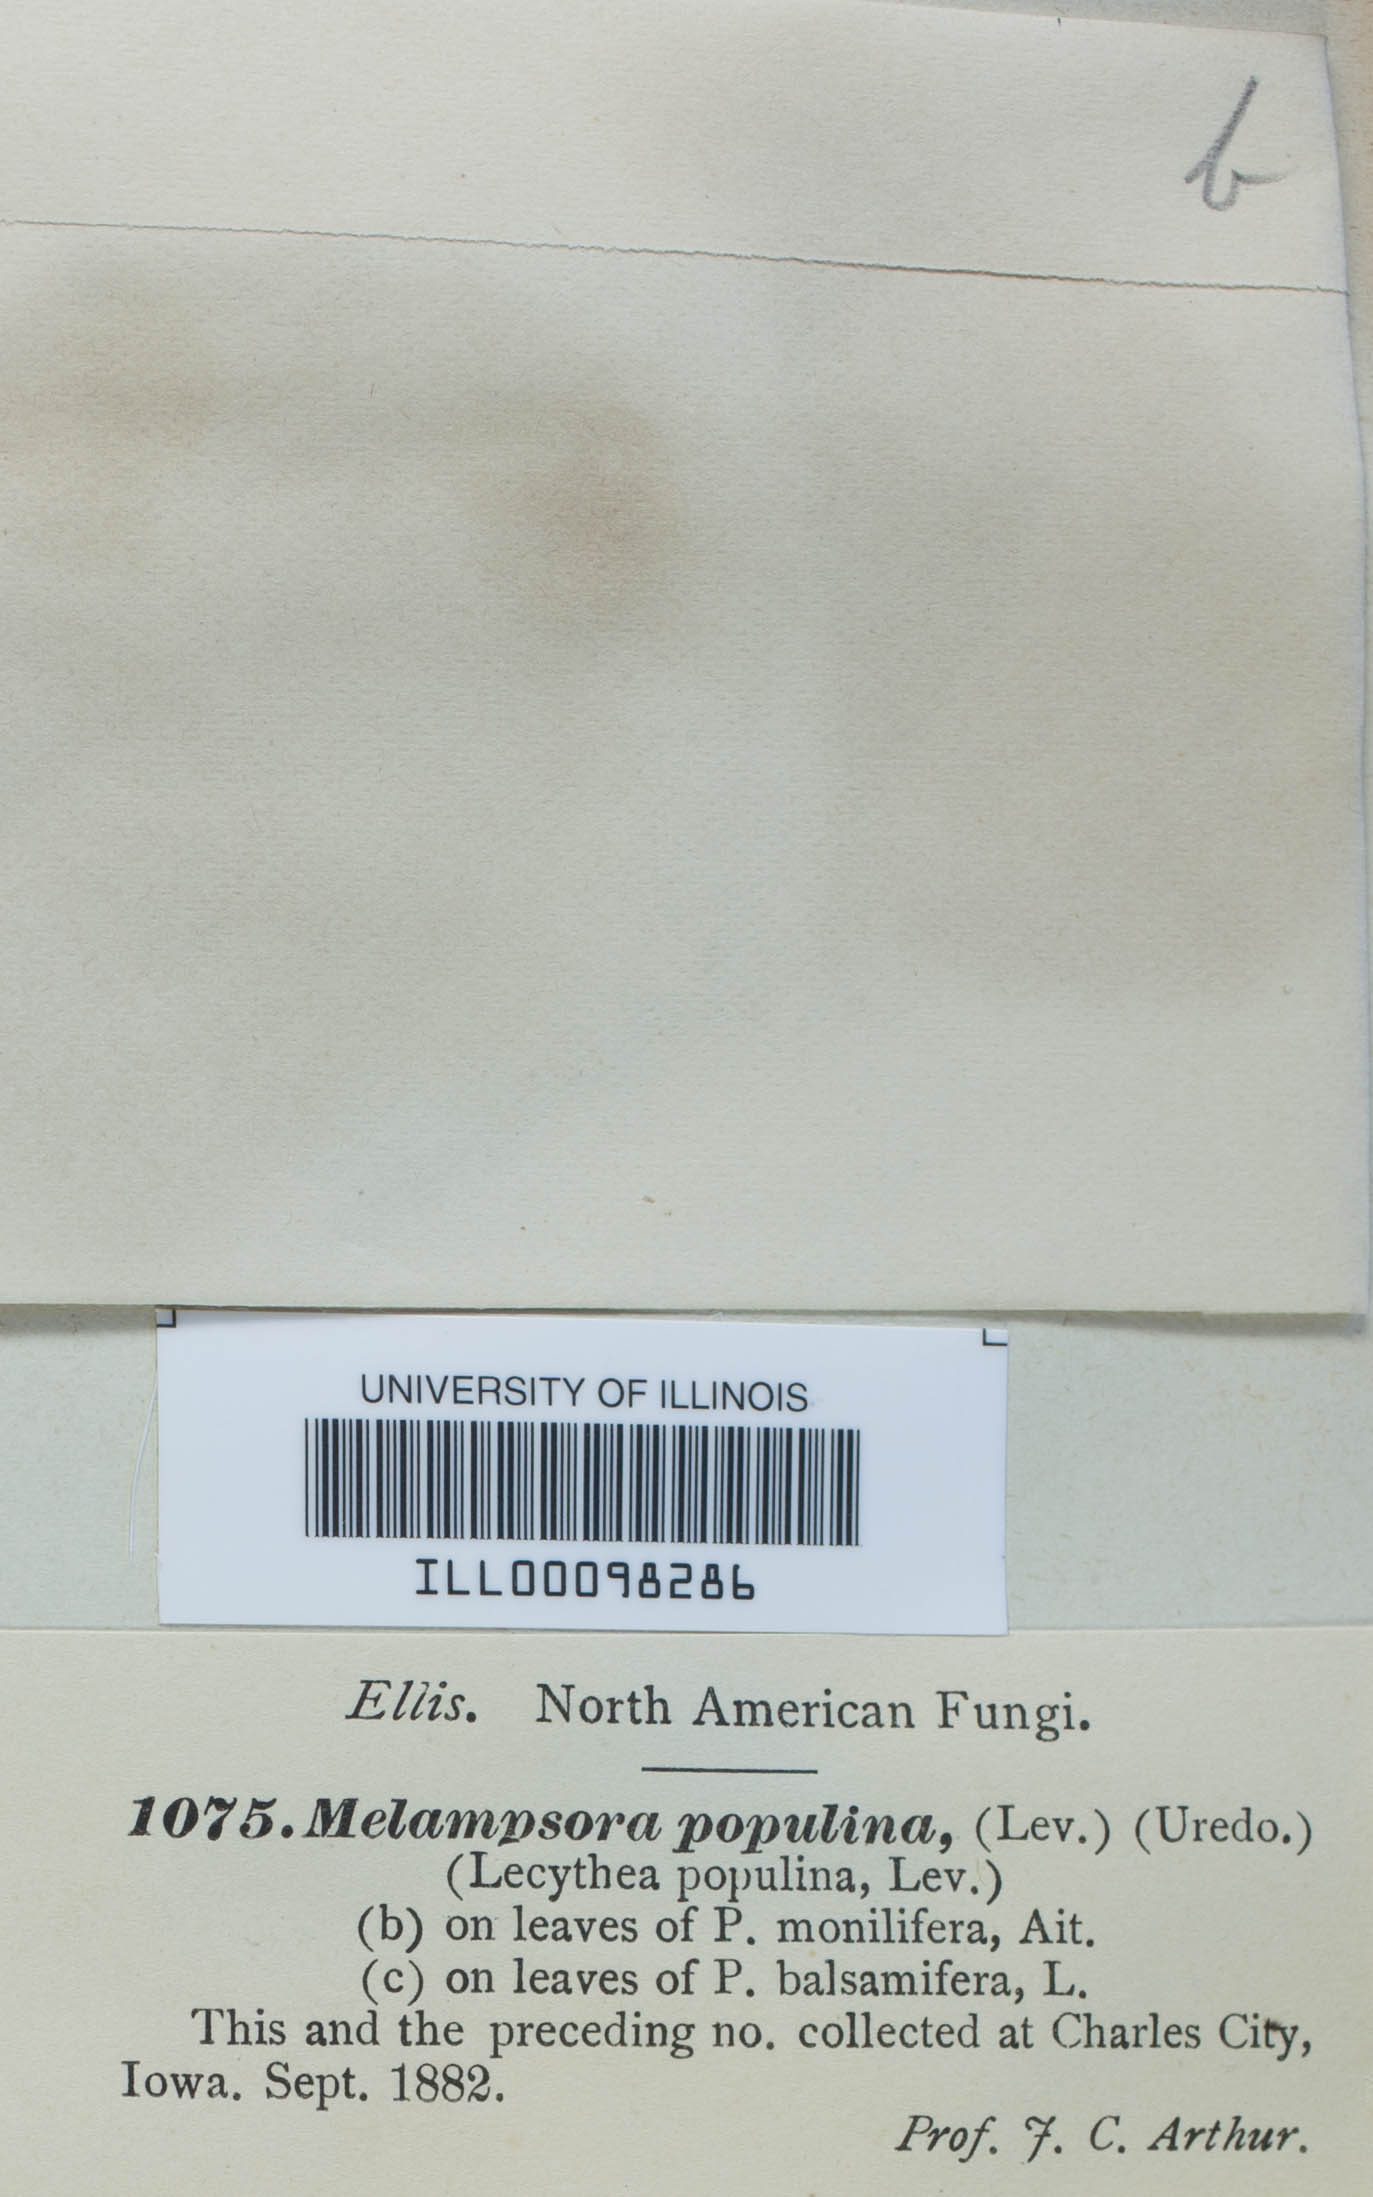 b
UNIVERSITY OF ILLINOIS
ILL00098286
Ellis. North American Fungi.
1075. Melampsora populina, (Lev.) (Uredo.)
(Lecythea populina, Lev.)
(b) on leaves of P. monilifera, Ait.
(c) on leaves of P. balsamifera, L.
This and the preceding no. collected at Charles City,
Iowa. Sept. 1882.
Prof. J. C. Arthur.